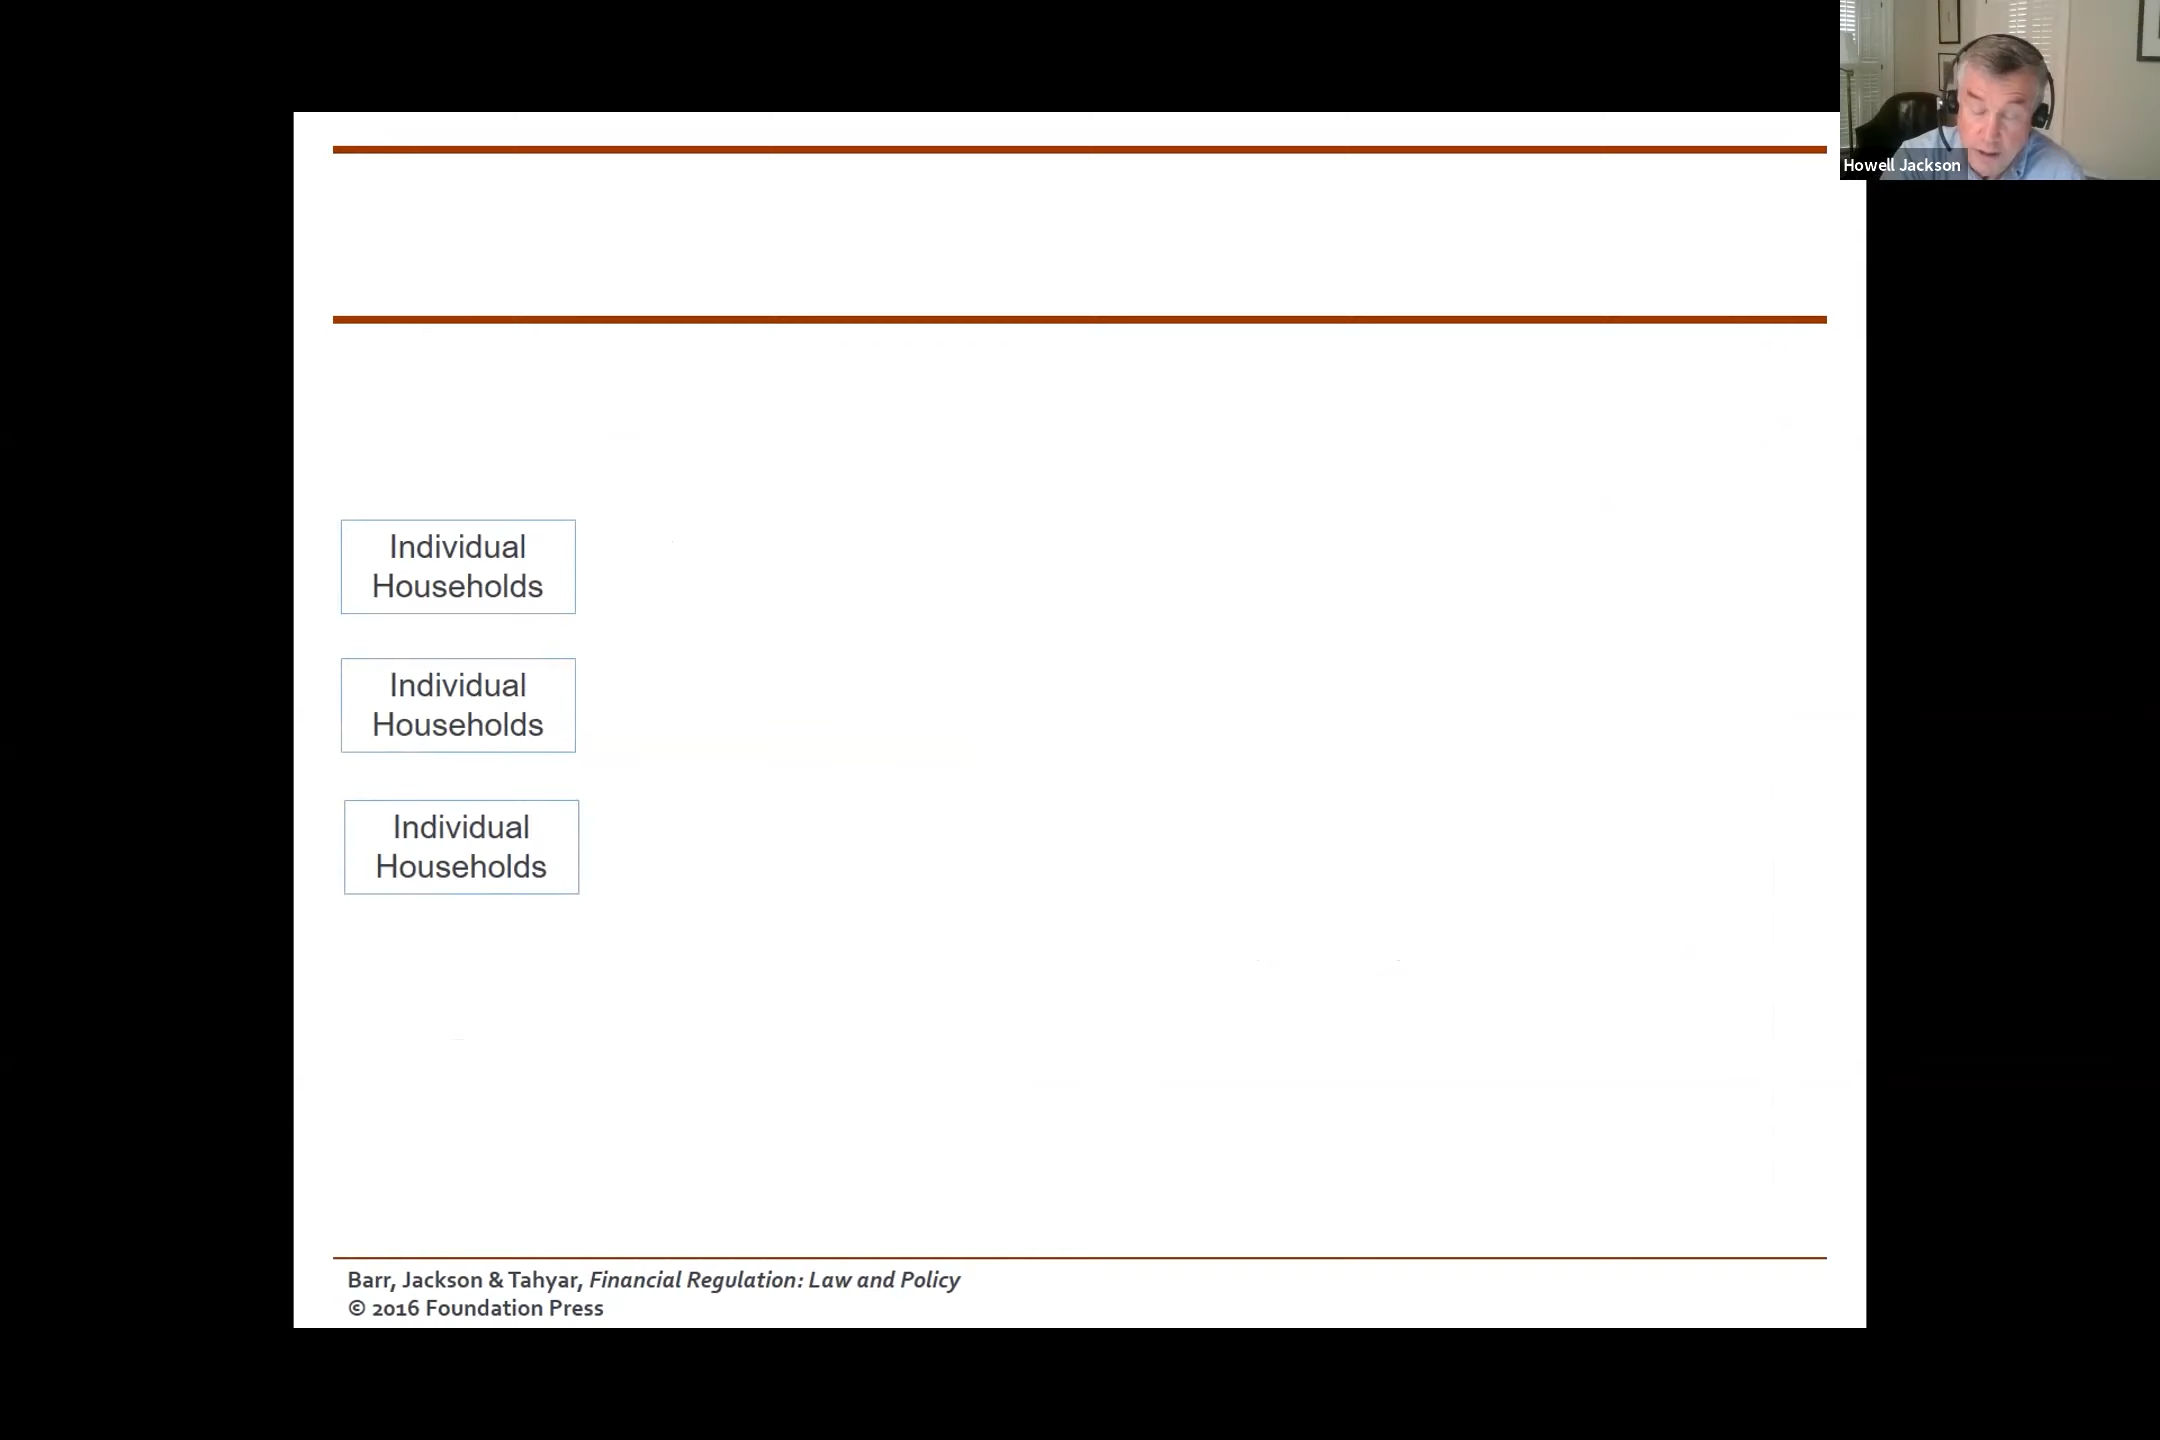 Howell Jackson
Individual
Households
Individual
Households
Individual
Households
Barr, Jackson & Tahyar, Financial Regulation: Law and Policy
© 2016 Foundation Press